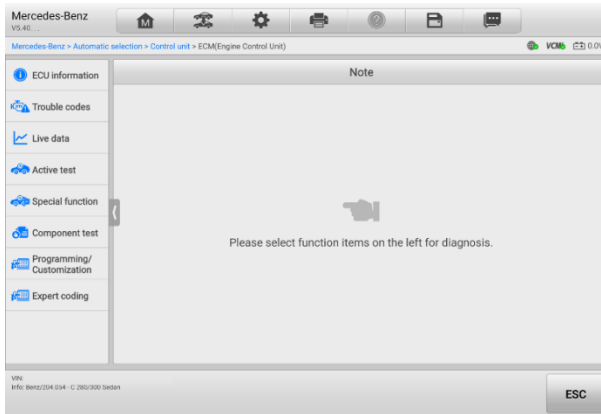 Mercedes-Benz
V5.40. ...
M
?
Mercedes-Benz > Automatic selection > Control unit > ECM(Engine Control Unit)
VCMI
0.0V
ECU information
Trouble codes
Live data
Active test
Special function
Component test
Programming/
Customization
Expert coding
Note
Please select function items on the left for diagnosis.
VIN:
Info: Benz/204.054 - C 280/300 Sedan
ESC